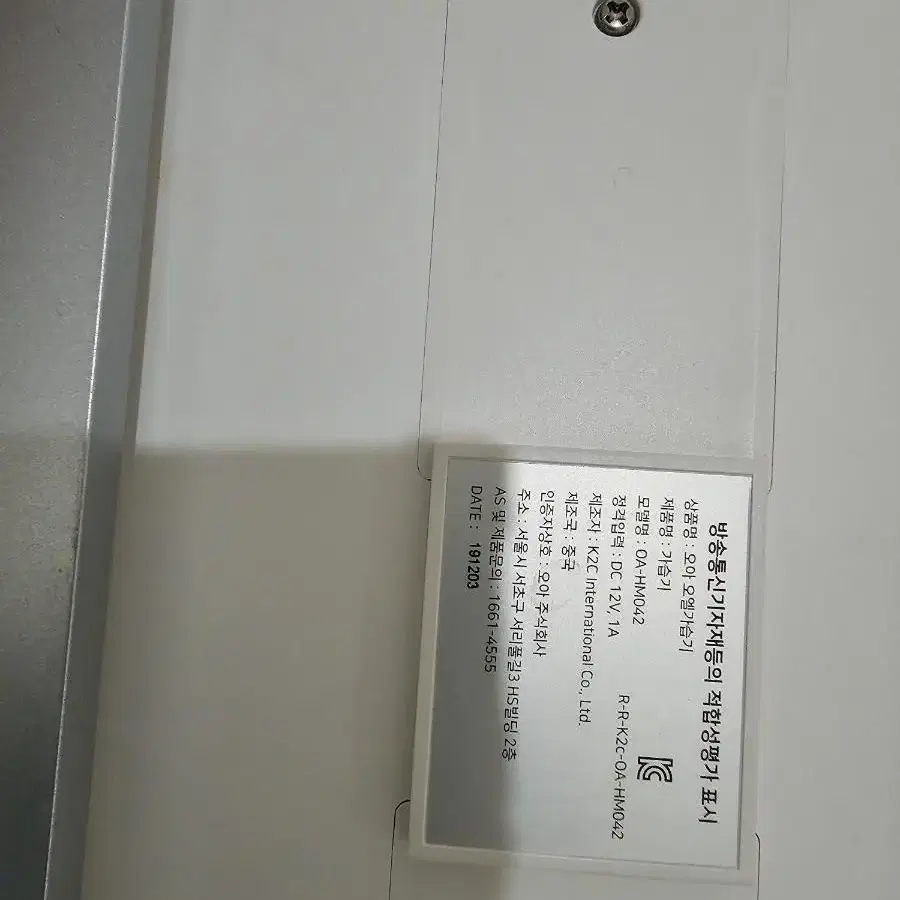 방송통신기자재등의 적합성평가 표시
상품명 : 오아 오엘가습기
제품명 : 가습기
모델명 : OA-HM042
정격입력 : DC 12V, 1A
R-R-K2c-OA-HM042
제조자 : K2C International Co., Ltd.
제조국 : 중국
인증자상호 : 오아 주식회사
주소 : 서울시 서초구 서리풀길3 HS빌딩 2층
AS 및 제품문의 : 1661-4555
DATE : 191203